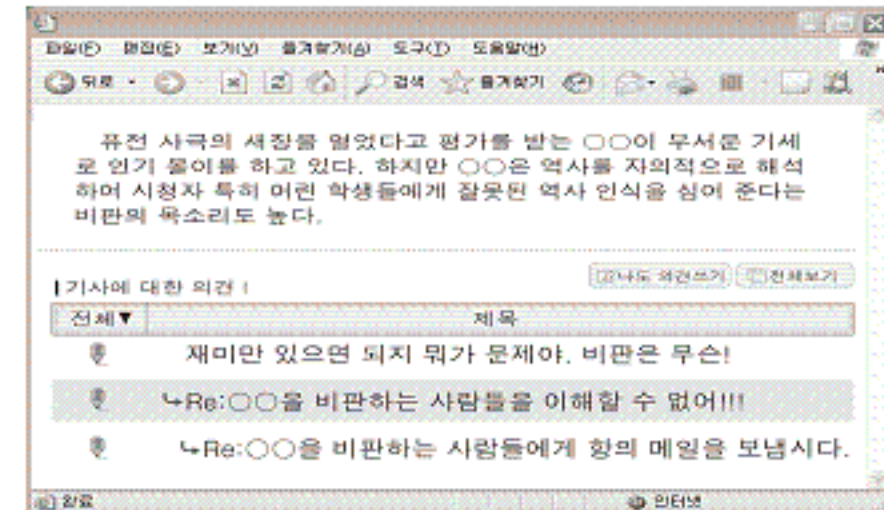 파일(F) 편집(E) 보기(V) 즐겨찾기(A) 도구(T) 도움말(H)
뒤로 검색 즐겨찾기
퓨전 사극의 새장을 열었다고 평가를 받는 ○○이 무서운 기세
로 인기 몰이를 하고 있다. 하지만 ○○은 역사를 자의적으로 해석
하여 시청자 특히 어린 학생들에게 잘못된 역사 인식을 심어 준다는
비판의 목소리도 높다.
나도 의견쓰기 전체보기
기사에 대한 의견
전체▼ 제목
재미만 있으면 되지 뭐가 문제야. 비판은 무슨!
↳Re:○○을 비판하는 사람들을 이해할 수 없어!!!
↳Re:○○을 비판하는 사람들에게 항의 메일을 보냅시다.
완료 인터넷